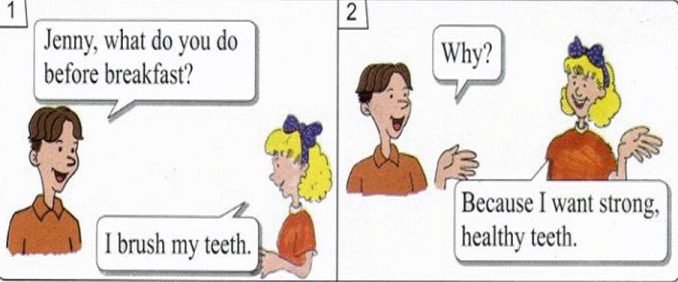 1
Jenny, what do you do
before breakfast?
I brush my teeth.
2
Why?
Because I want strong,
healthy teeth.